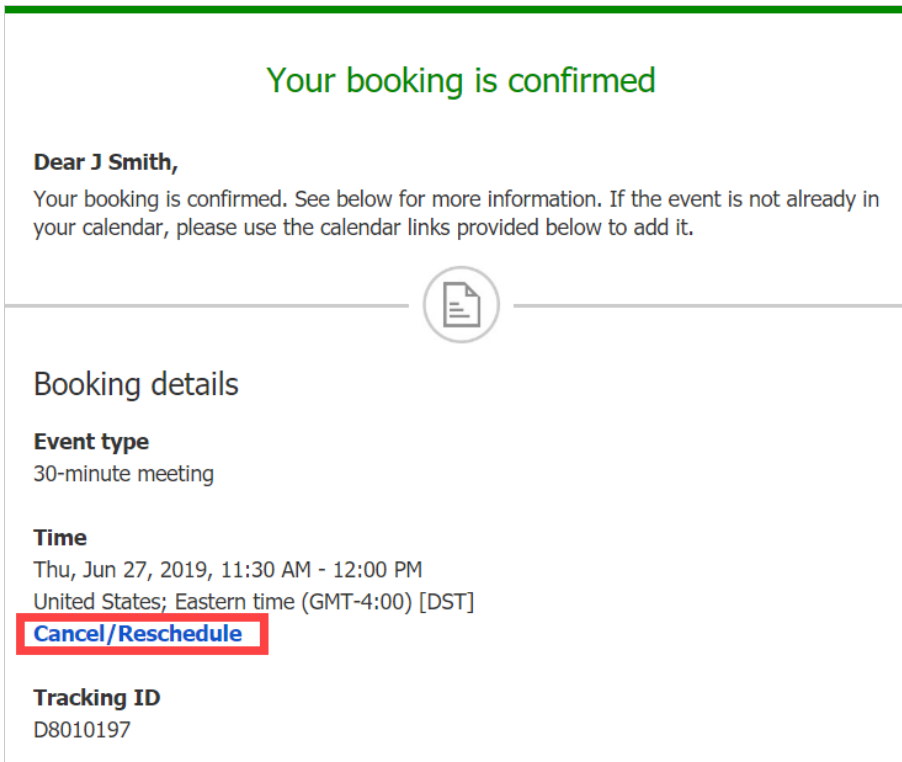 Your booking is confirmed
Dear J Smith,
Your booking is confirmed. See below for more information. If the event is not already in
your calendar, please use the calendar links provided below to add it.
Booking details
Event type
30-minute meeting
Time
Thu, Jun 27, 2019, 11:30 AM - 12:00 PM
United States; Eastern time (GMT-4:00) [DST]
Cancel/Reschedule
Tracking ID
D8010197